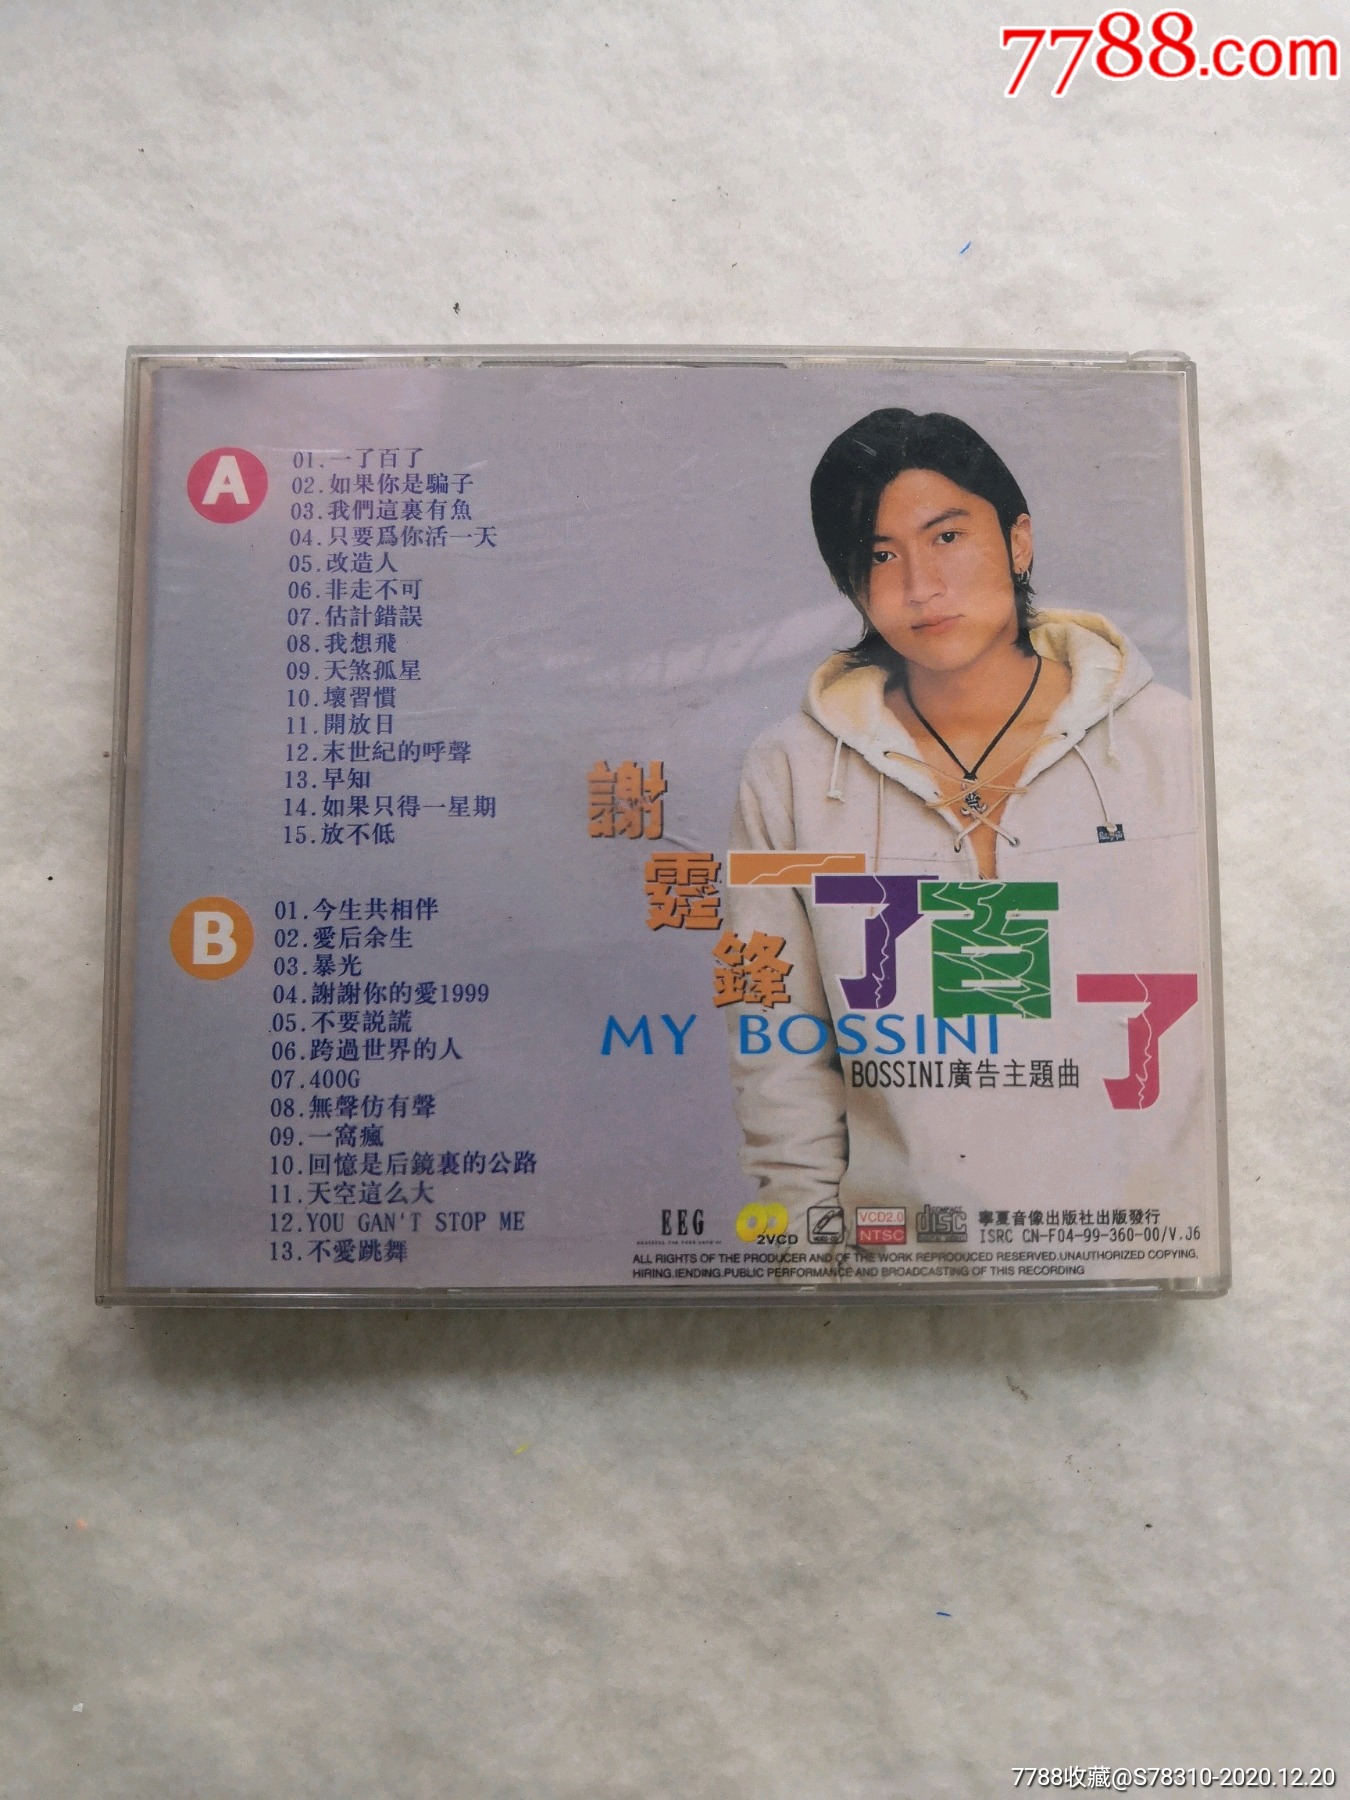 7788.com
A
01.一了百了
02.如果你是騙子
03.我們這裏有魚
04.只要爲你活一天
05.改造人
06.非走不可
07.估計錯誤
08.我想飛
09.天煞孤星
10.壞習慣
11.開放日
12.末世紀的呼聲
13.早知
14.如果只得一星期
15.放不低
B
01.今生共相伴
02.愛后余生
03.暴光
04.謝謝你的愛1999
05.不要説謊
06.跨過世界的人
07.400G
08.無聲仿有聲
09.一窩瘋
10.回憶是后鏡裏的公路
11.天空這么大
12.YOU GAN'T STOP ME
13.不愛跳舞
謝霆鋒
一了百了
MY BOSSINI
BOSSINI廣告主題曲
EEG
2VCD
VCD2.0
NTSC
COMPACT
disc
寧夏音像出版社出版發行
ISRC CN-F04-99-360-00/V.J6
ALL RIGHTS OF THE PRODUCER AND OF THE WORK REPRODUCED RESERVED.UNAUTHORIZED COPYING,
HIRING.IENDING.PUBLIC PERFORMANCE AND BROADCASTING OF THIS RECORDING
7788收藏@S78310-2020.12.20